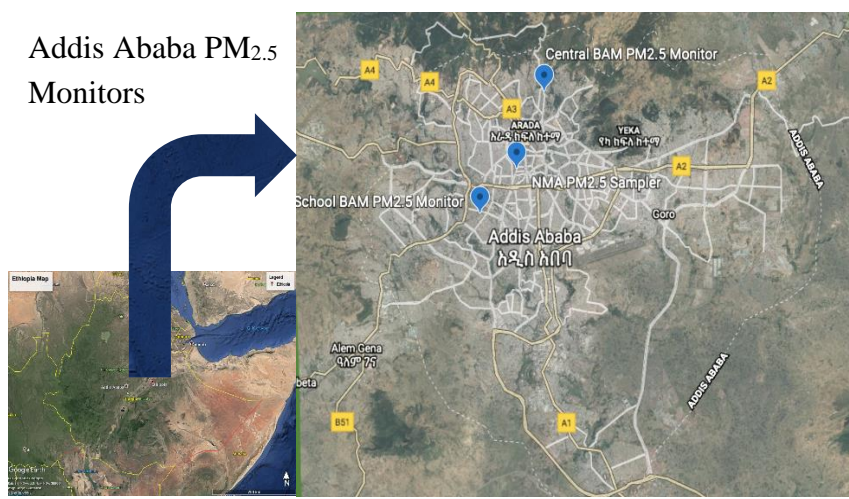 Addis Ababa PM2.5
Monitors
Central BAM PM2.5 Monitor
A4
A4
A2
A3
ARADA
አራዳ ክፍለ ከተማ
YEKA
የካ ክፍለ ከተማ
ADDIS ABABA
A2
NMA PM2.5 Sampler
School BAM PM2.5 Monitor
Goro
Addis Ababa
አዲስ አበባ
Alem Gena
ዓለም ገና
beta
ADDIS ABABA
B51
A1
Ethiopia Map
Legend
Google Earth
N